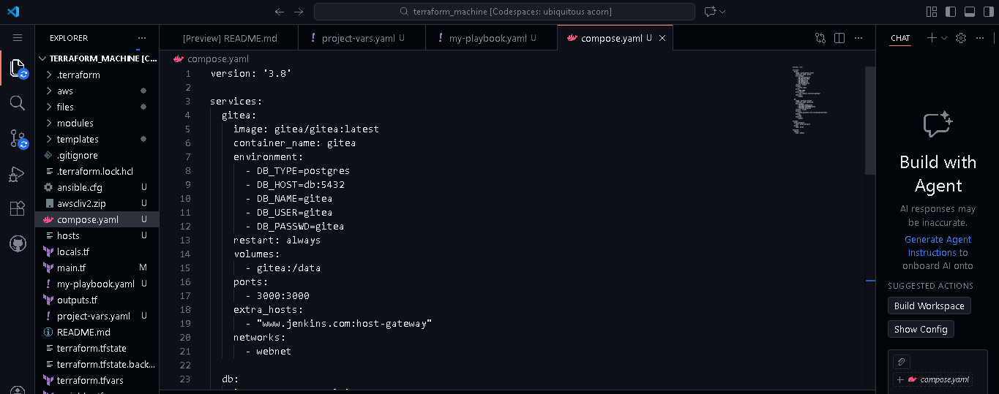 terraform_machine [Codespaces: ubiquitous acorn]
EXPLORER
TERRAFORM_MACHINE [C...
.terraform
aws
files
modules
templates
.gitignore
.terraform.lock.hcl
ansible.cfg U
awscliv2.zip U
compose.yaml U
hosts U
locals.tf
main.tf M
my-playbook.yaml U
outputs.tf
project-vars.yaml U
README.md
terraform.tfstate
terraform.tfstate.back...
terraform.tfvars
[Preview] README.md
project-vars.yaml U
my-playbook.yaml U
compose.yaml U
compose.yaml
1 version: '3.8'
2
3 services:
4 gitea:
5 image: gitea/gitea:latest
6 container_name: gitea
7 environment:
8 - DB_TYPE=postgres
9 - DB_HOST=db:5432
10 - DB_NAME=gitea
11 - DB_USER=gitea
12 - DB_PASSWD=gitea
13 restart: always
14 volumes:
15 - gitea:/data
16 ports:
17 - 3000:3000
18 extra_hosts:
19 - "www.jenkins.com:host-gateway"
20 networks:
21 - webnet
22
23 db:
CHAT
Build with
Agent
AI responses may
be inaccurate.
Generate Agent
Instructions to
onboard AI onto
SUGGESTED ACTIONS
Build Workspace
Show Config
compose.yaml